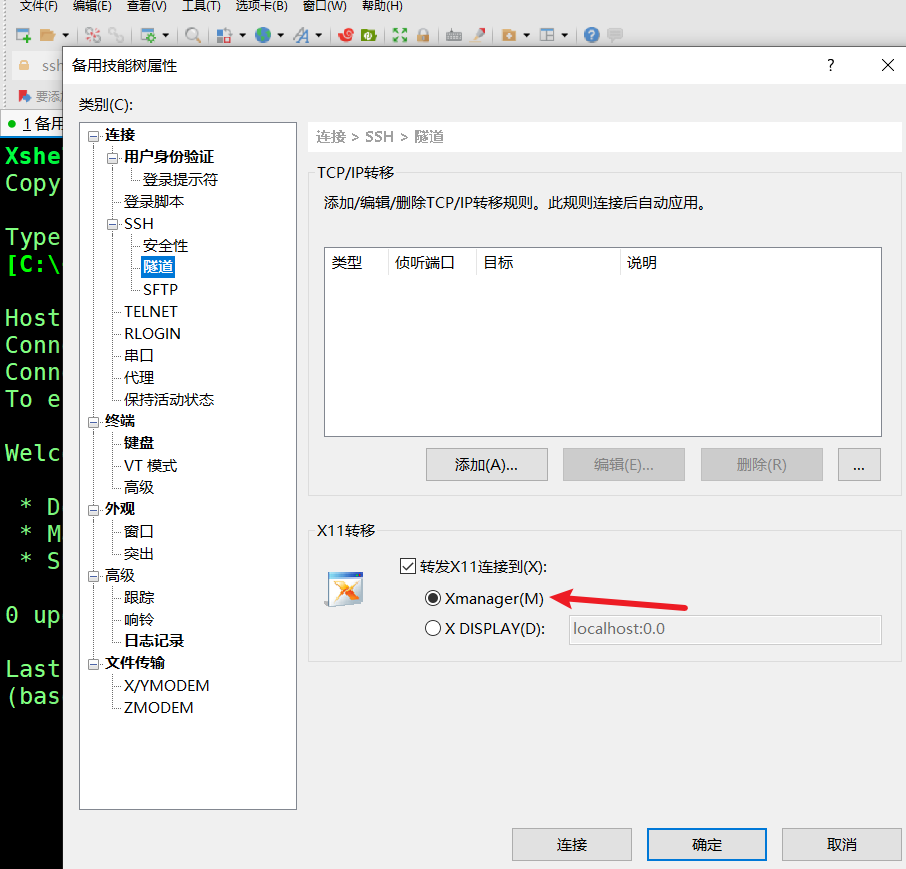 文件(F) 编辑(E) 查看(V) 工具(T) 选项卡(B) 窗口(W) 帮助(H)
备用技能树属性 ?
类别(C):
连接
用户身份验证
登录提示符
登录脚本
SSH
安全性
隧道
SFTP
TELNET
RLOGIN
串口
代理
保持活动状态
终端
键盘
VT 模式
高级
外观
窗口
突出
高级
跟踪
响铃
日志记录
文件传输
X/YMODEM
ZMODEM
连接 > SSH > 隧道
TCP/IP转移
添加/编辑/删除TCP/IP转移规则。此规则连接后自动应用。
类型 侦听端口 目标 说明
添加(A)... 编辑(E)... 删除(R) ...
X11转移
转发X11连接到(X):
Xmanager(M)
X DISPLAY(D): localhost:0.0
连接 确定 取消
ssh
要添
1 备用
Xshe
Copy
Type
[C:\
Host
Conn
Conn
To e
Welc
* D
* M
* S
0 up
Last
(bas